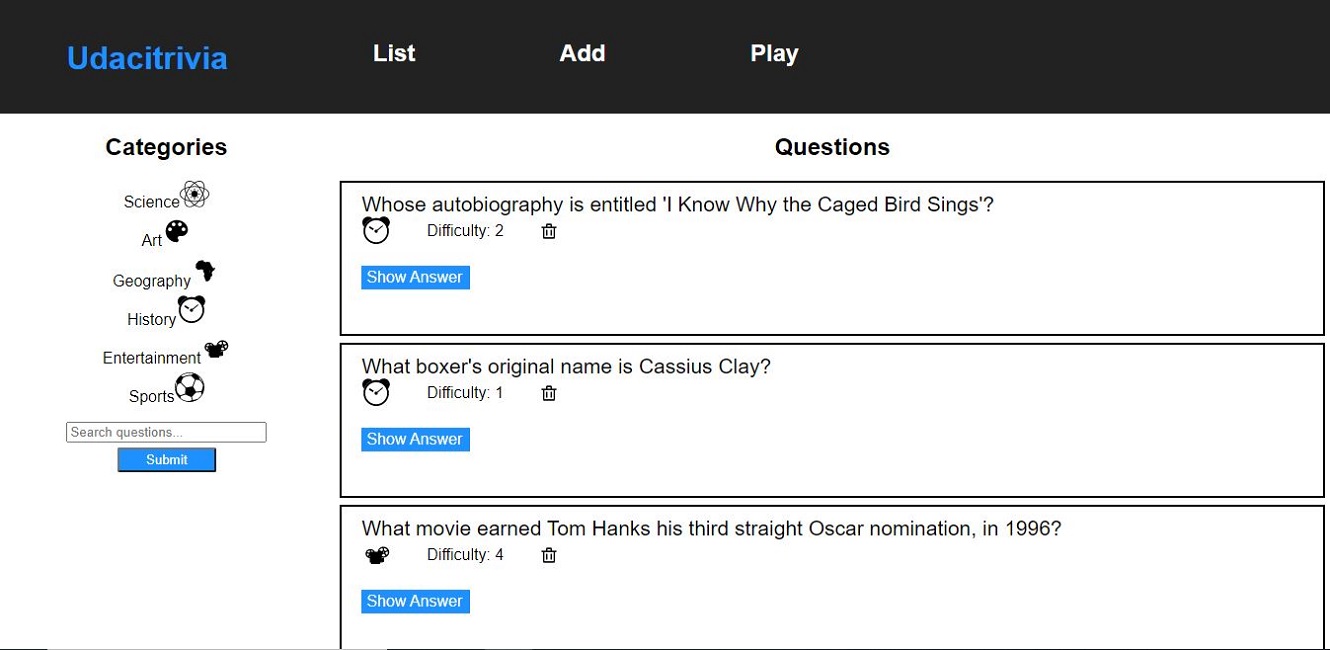 Udacitrivia
List
Add
Play
Categories
Science
Art
Geography
History
Entertainment
Sports
Search questions...
Submit
Questions
Whose autobiography is entitled 'I Know Why the Caged Bird Sings'?
Difficulty: 2
Show Answer
What boxer's original name is Cassius Clay?
Difficulty: 1
Show Answer
What movie earned Tom Hanks his third straight Oscar nomination, in 1996?
Difficulty: 4
Show Answer